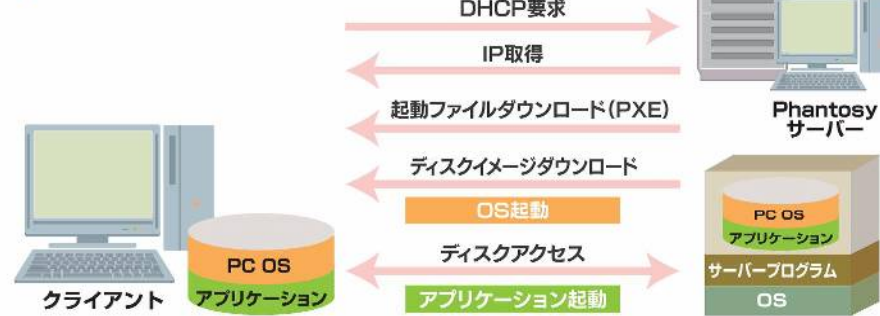 DHCP要求
IP取得
起動ファイルダウンロード(PXE)
Phantosy
サーバー
ディスクイメージダウンロード
OS起動
PC OS
アプリケーション
ディスクアクセス
サーバープログラム
PC OS
クライアント
アプリケーション
アプリケーション起動
OS